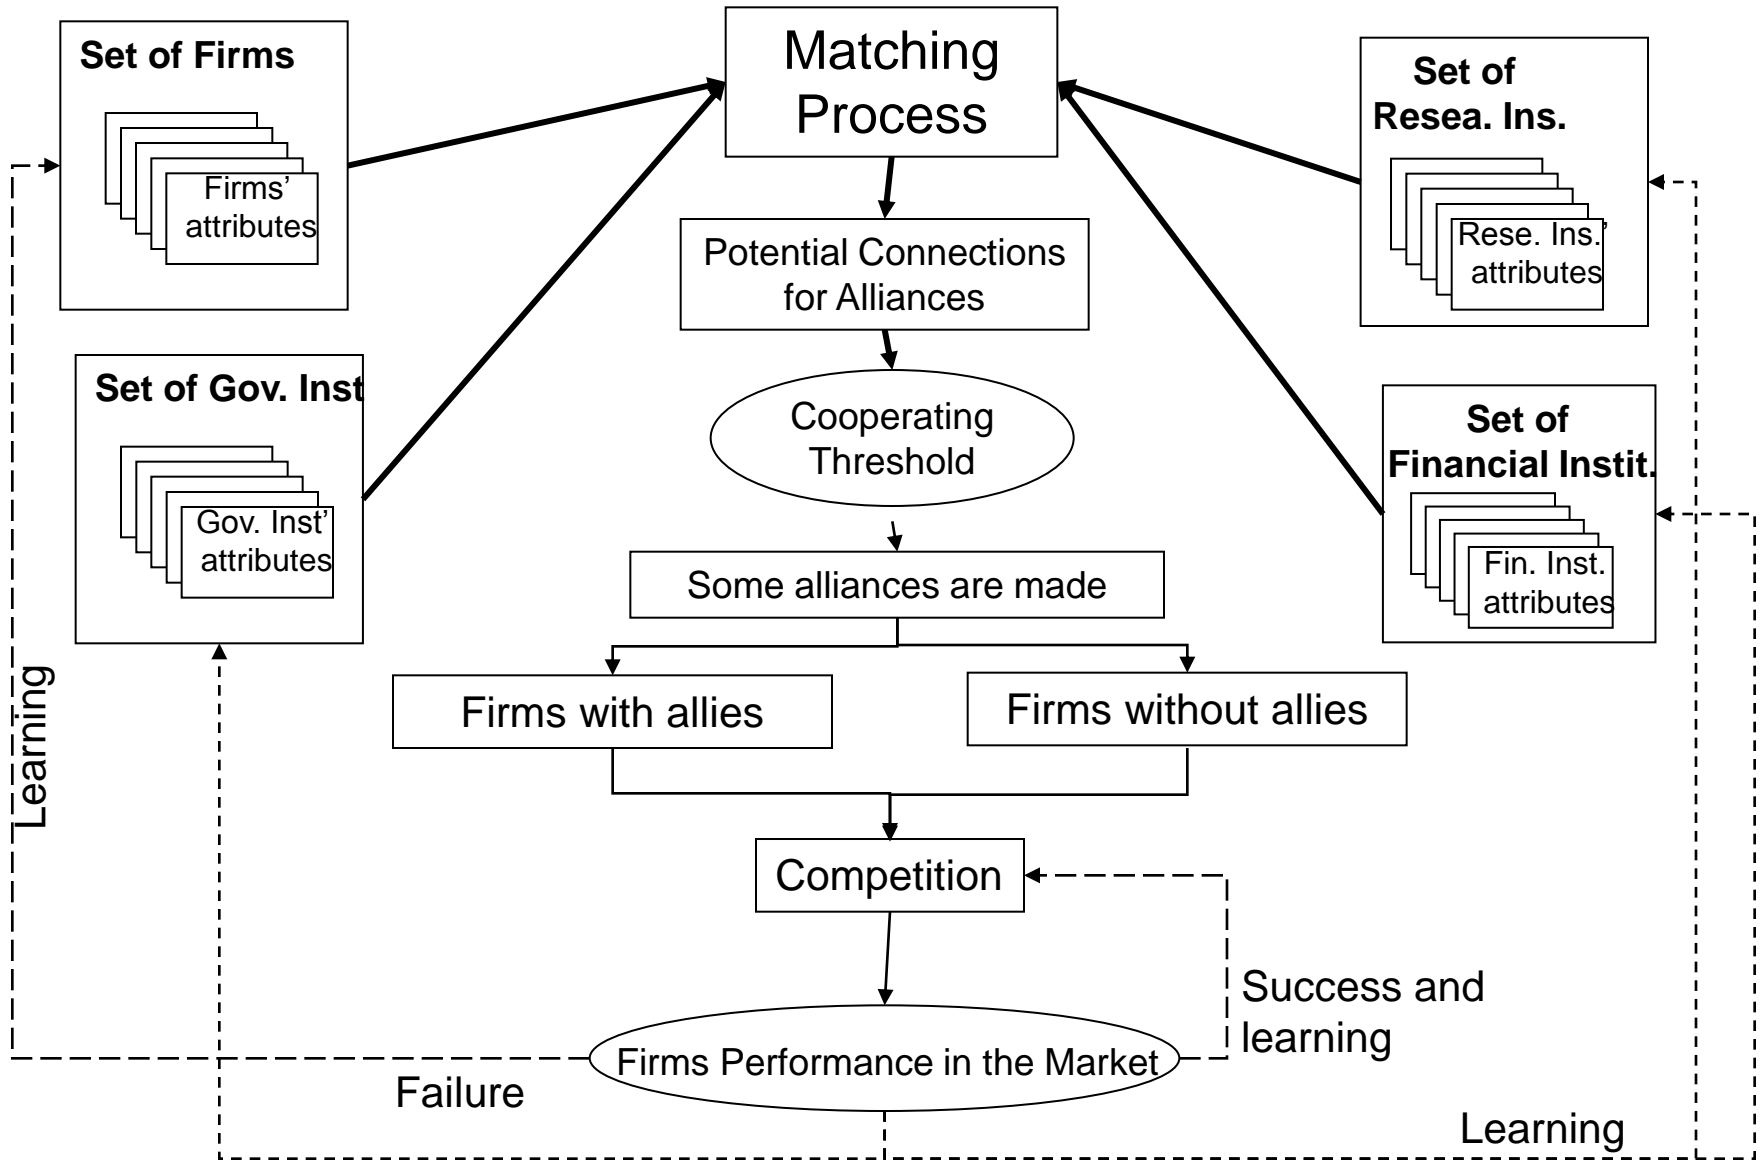 Set of Firms
Firms'
attributes
Set of Gov. Inst
Gov. Inst'
attributes
Matching
Process
Potential Connections
for Alliances
Cooperating
Threshold
Some alliances are made
Firms with allies
Firms without allies
Competition
Firms Performance in the Market
Set of
Resea. Ins.
Rese. Ins.'
attributes
Set of
Financial Instit.
Fin. Inst.
attributes
Learning
Failure
Success and
learning
Learning